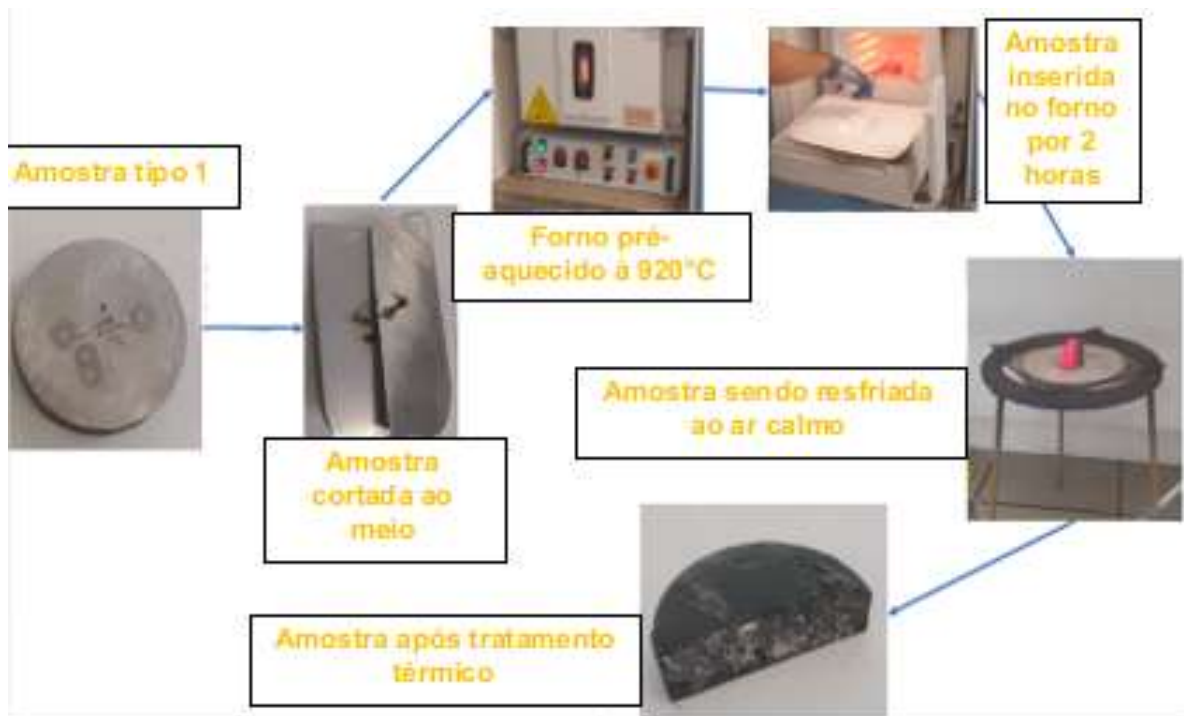 Amostra tipo 1
Amostra
cortada ao
meio
Forno pré-
aquecido à 920°C
Amostra
inserida
no forno
por 2
horas
Amostra sendo resfriada
ao ar calmo
Amostra após tratamento
térmico